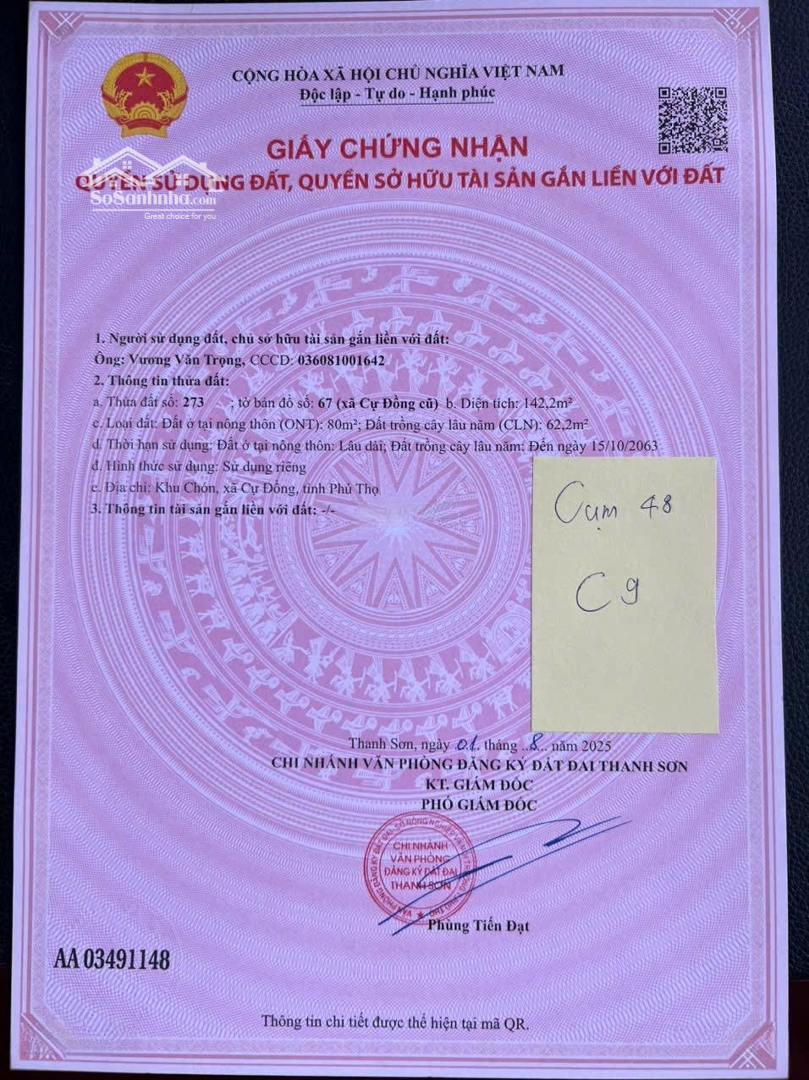 CỘNG HÒA XÃ HỘI CHỦ NGHĨA VIỆT NAM
Độc lập - Tự do - Hạnh phúc
GIẤY CHỨNG NHẬN
QUYỀN SỬ DỤNG ĐẤT, QUYỀN SỞ HỮU TÀI SẢN GẮN LIỀN VỚI ĐẤT
SoSanhnha.com
Great choice for you
1. Người sử dụng đất, chủ sở hữu tài sản gắn liền với đất:
Ông: Vương Văn Trọng, CCCD: 036081001642
2. Thông tin thửa đất:
a. Thửa đất số: 273 ; tờ bản đồ số: 67 (xã Cự Đồng cũ) b. Diện tích: 142,2m²
c. Loại đất: Đất ở tại nông thôn (ONT): 80m²; Đất trồng cây lâu năm (CLN): 62,2m²
d. Thời hạn sử dụng: Đất ở tại nông thôn: Lâu dài; Đất trồng cây lâu năm: Đến ngày 15/10/2063
đ. Hình thức sử dụng: Sử dụng riêng
e. Địa chỉ: Khu Chón, xã Cự Đồng, tỉnh Phú Thọ
3. Thông tin tài sản gắn liền với đất: -/-
Cụm 48
C9
Thanh Sơn, ngày 01. tháng ..8.. năm 2025
CHI NHÁNH VĂN PHÒNG ĐĂNG KÝ ĐẤT ĐAI THANH SƠN
KT. GIÁM ĐỐC
PHÓ GIÁM ĐỐC
CHI NHÁNH
VĂN PHÒNG
ĐĂNG KÝ ĐẤT ĐAI
THANH SƠN
Phùng Tiến Đạt
AA 03491148
Thông tin chi tiết được thể hiện tại mã QR.